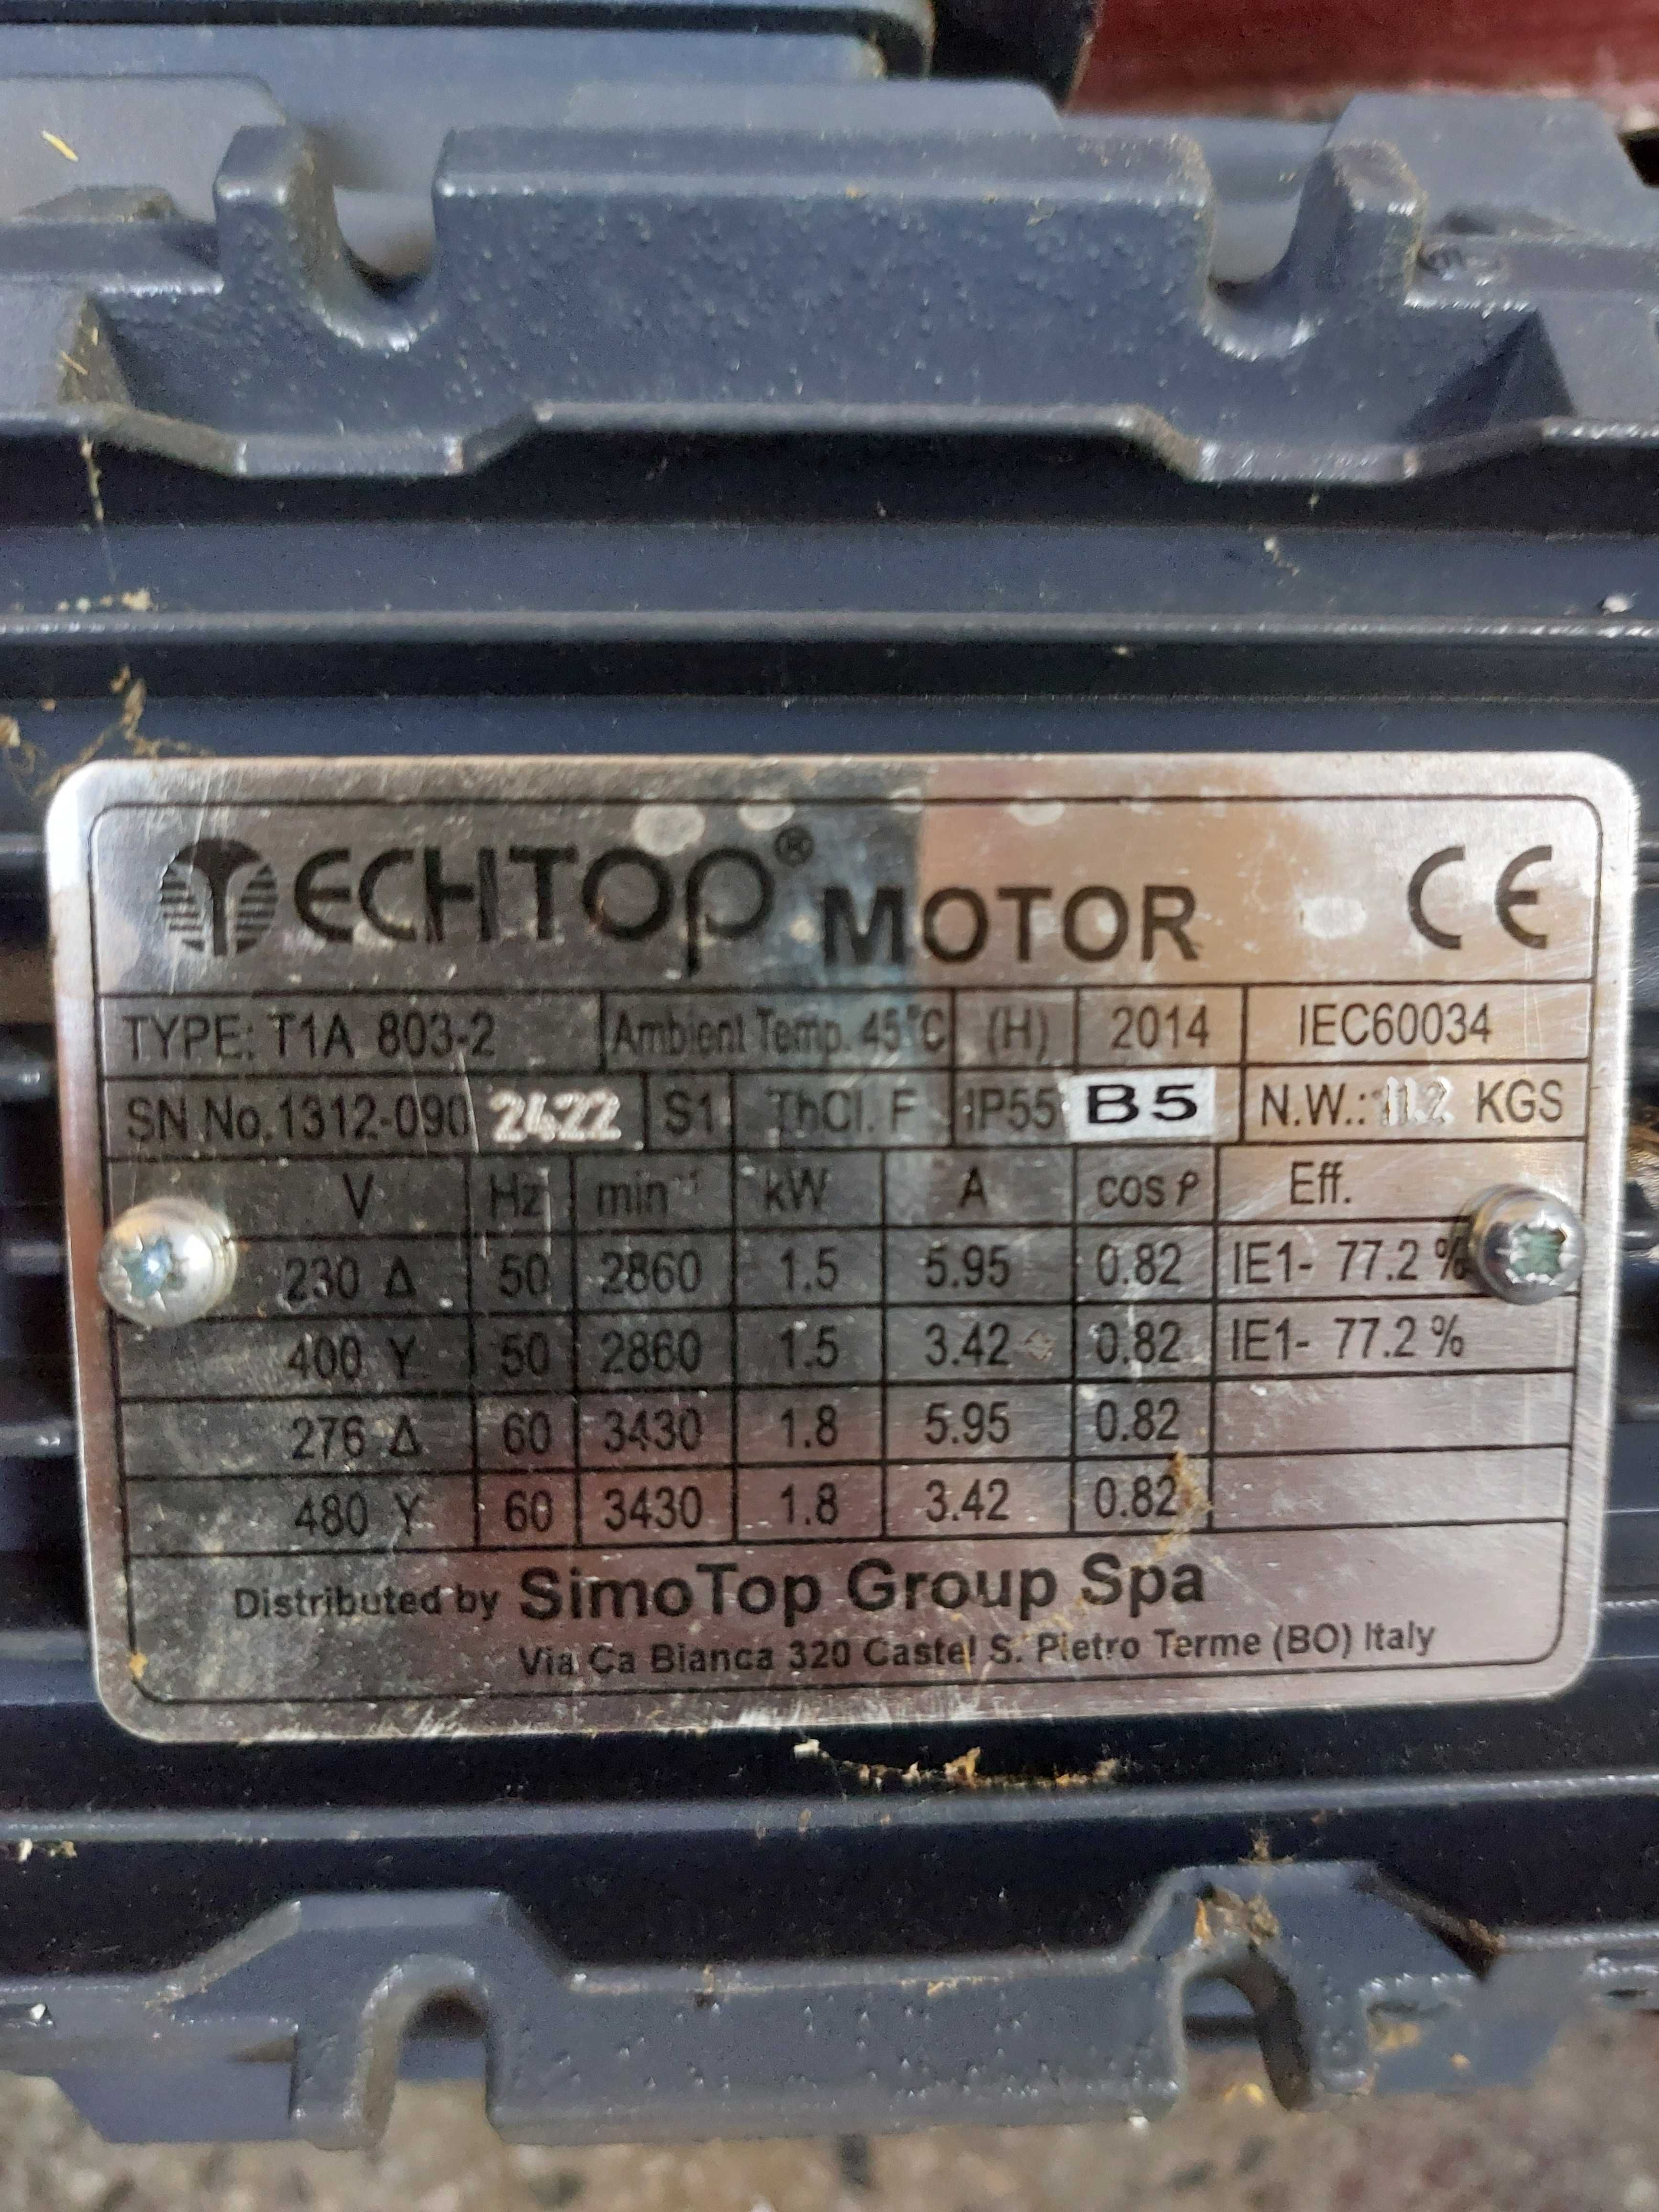 TECHTOP® MOTOR CE
TYPE: T1A 803-2 Ambient Temp. 45°C (H) 2014 IEC60034
SN.No.1312-090 2422 S1 ThCl. F IP55 B5 N.W.: 11.2 KGS
V Hz min⁻¹ kW A cos φ Eff.
230 Δ 50 2860 1.5 5.95 0.82 IE1- 77.2 %
400 Y 50 2860 1.5 3.42 0.82 IE1- 77.2 %
276 Δ 60 3430 1.8 5.95 0.82
480 Y 60 3430 1.8 3.42 0.82
Distributed by SimoTop Group Spa
Via Ca Bianca 320 Castel S. Pietro Terme (BO) Italy